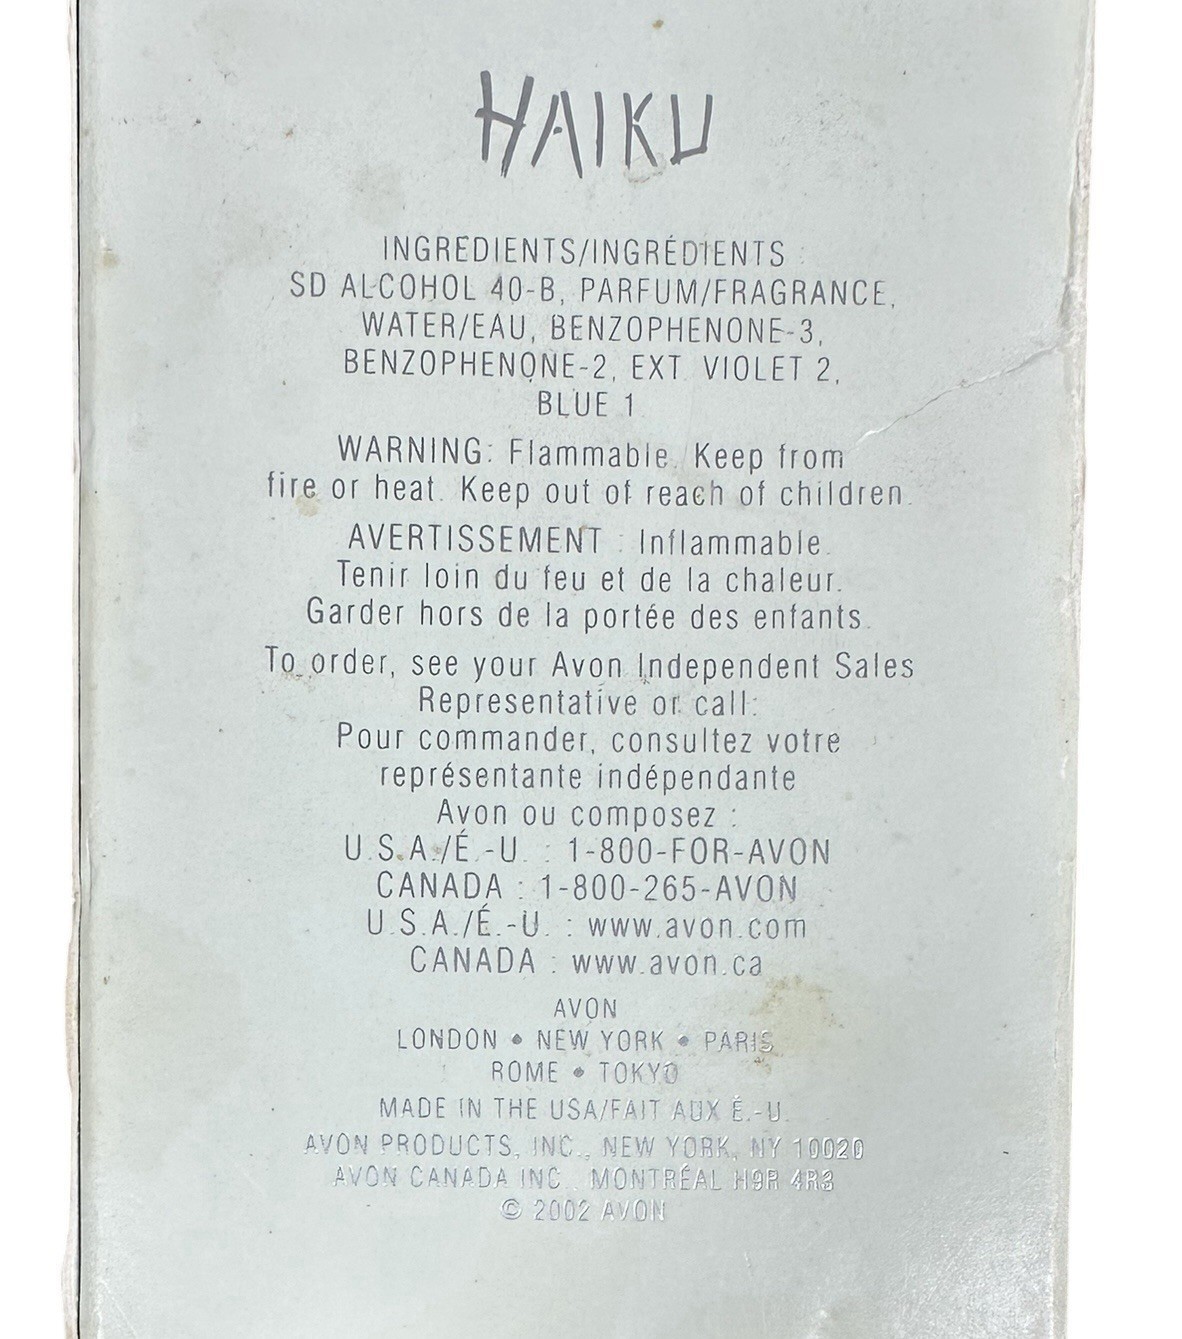 HAIKU
INGREDIENTS/INGRÉDIENTS :
SD ALCOHOL 40-B, PARFUM/FRAGRANCE,
WATER/EAU, BENZOPHENONE-3,
BENZOPHENONE-2, EXT. VIOLET 2,
BLUE 1
WARNING: Flammable. Keep from
fire or heat. Keep out of reach of children.
AVERTISSEMENT : Inflammable.
Tenir loin du feu et de la chaleur.
Garder hors de la portée des enfants.
To order, see your Avon Independent Sales
Representative or call:
Pour commander, consultez votre
représentante indépendante
Avon ou composez :
U.S.A./É.-U. : 1-800-FOR-AVON
CANADA : 1-800-265-AVON
U.S.A./É.-U. : www.avon.com
CANADA : www.avon.ca
AVON
LONDON • NEW YORK • PARIS
ROME • TOKYO
MADE IN THE USA/FAIT AUX É.-U.
AVON PRODUCTS, INC., NEW YORK, NY 10020
AVON CANADA INC. MONTRÉAL H9R 4R3
© 2002 AVON